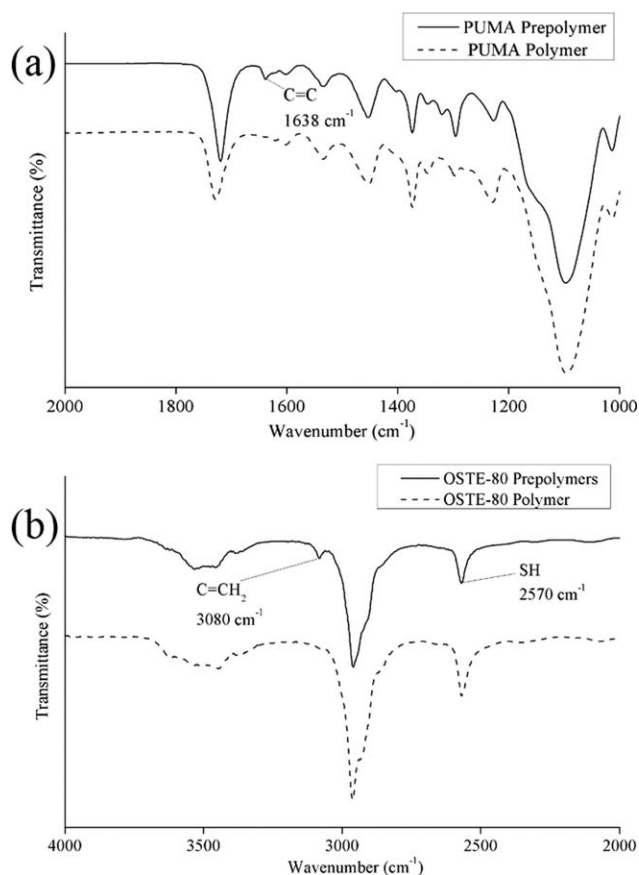 PUMA Prepolymer
PUMA Polymer
(a)
C=C
1638 cm⁻¹
Transmittance (%)
2000 1800 1600 1400 1200 1000
Wavenumber (cm⁻¹)
OSTE-80 Prepolymers
OSTE-80 Polymer
(b)
C=CH₂
3080 cm⁻¹
SH
2570 cm⁻¹
Transmittance (%)
4000 3500 3000 2500 2000
Wavenumber (cm⁻¹)